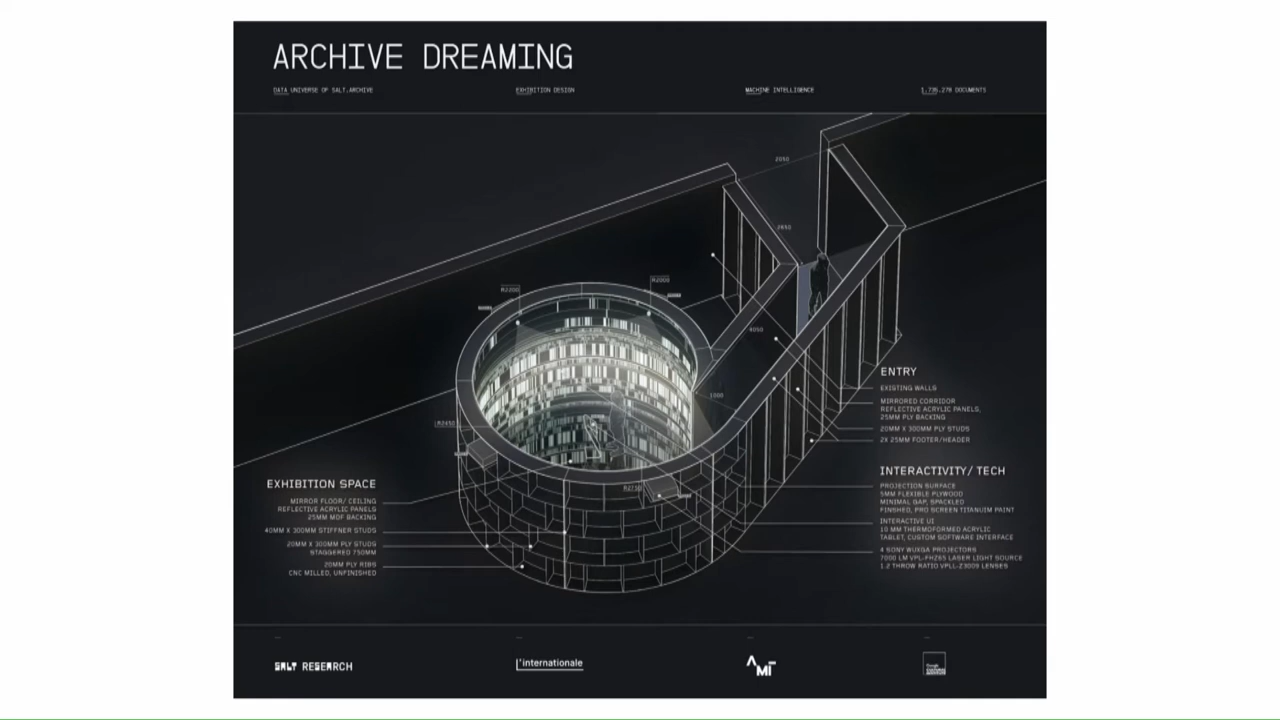 ARCHIVE DREAMING
DATA UNIVERSE OF SALT.ARCHIVE
EXHIBITION DESIGN
MACHINE INTELLIGENCE
1.735.278 DOCUMENTS
2050
2650
R2200
R2000
4050
1000
R2450
R2730
ENTRY
EXISTING WALLS
MIRRORED CORRIDOR
REFLECTIVE ACRYLIC PANELS,
25MM PLY BACKING
20MM X 300MM PLY STUDS
2X 25MM FOOTER/HEADER
EXHIBITION SPACE
MIRROR FLOOR/ CEILING
REFLECTIVE ACRYLIC PANELS
25MM MDF BACKING
40MM X 300MM STIFFNER STUDS
20MM X 300MM PLY STUDS
STAGGERED 750MM
20MM PLY RIBS
CNC MILLED, UNFINISHED
INTERACTIVITY/ TECH
PROJECTION SURFACE
5MM FLEXIBLE PLYWOOD
MINIMAL GAP, SPACKLED
FINSHED, PRO SCREEN TITANUIM PAINT
INTERACTIVE UI
10 MM THERMOFORMED ACRYLIC
TABLET, CUSTOM SOFTWARE INTERFACE
4 SONY WUXGA PROJECTORS
7000 LM VPL-FHZ65 LASER LIGHT SOURCE
1.2 THROW RATIO VPLL-Z3009 LENSES
SALT RESEARCH
l'internationale
AMI